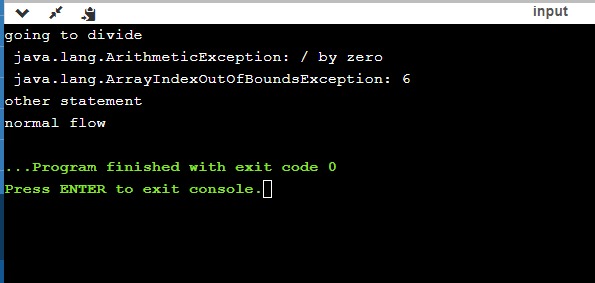 input
going to divide
java.lang.ArithmeticException: / by zero
java.lang.ArrayIndexOutOfBoundsException: 6
other statement
normal flow
...Program finished with exit code 0
Press ENTER to exit console.